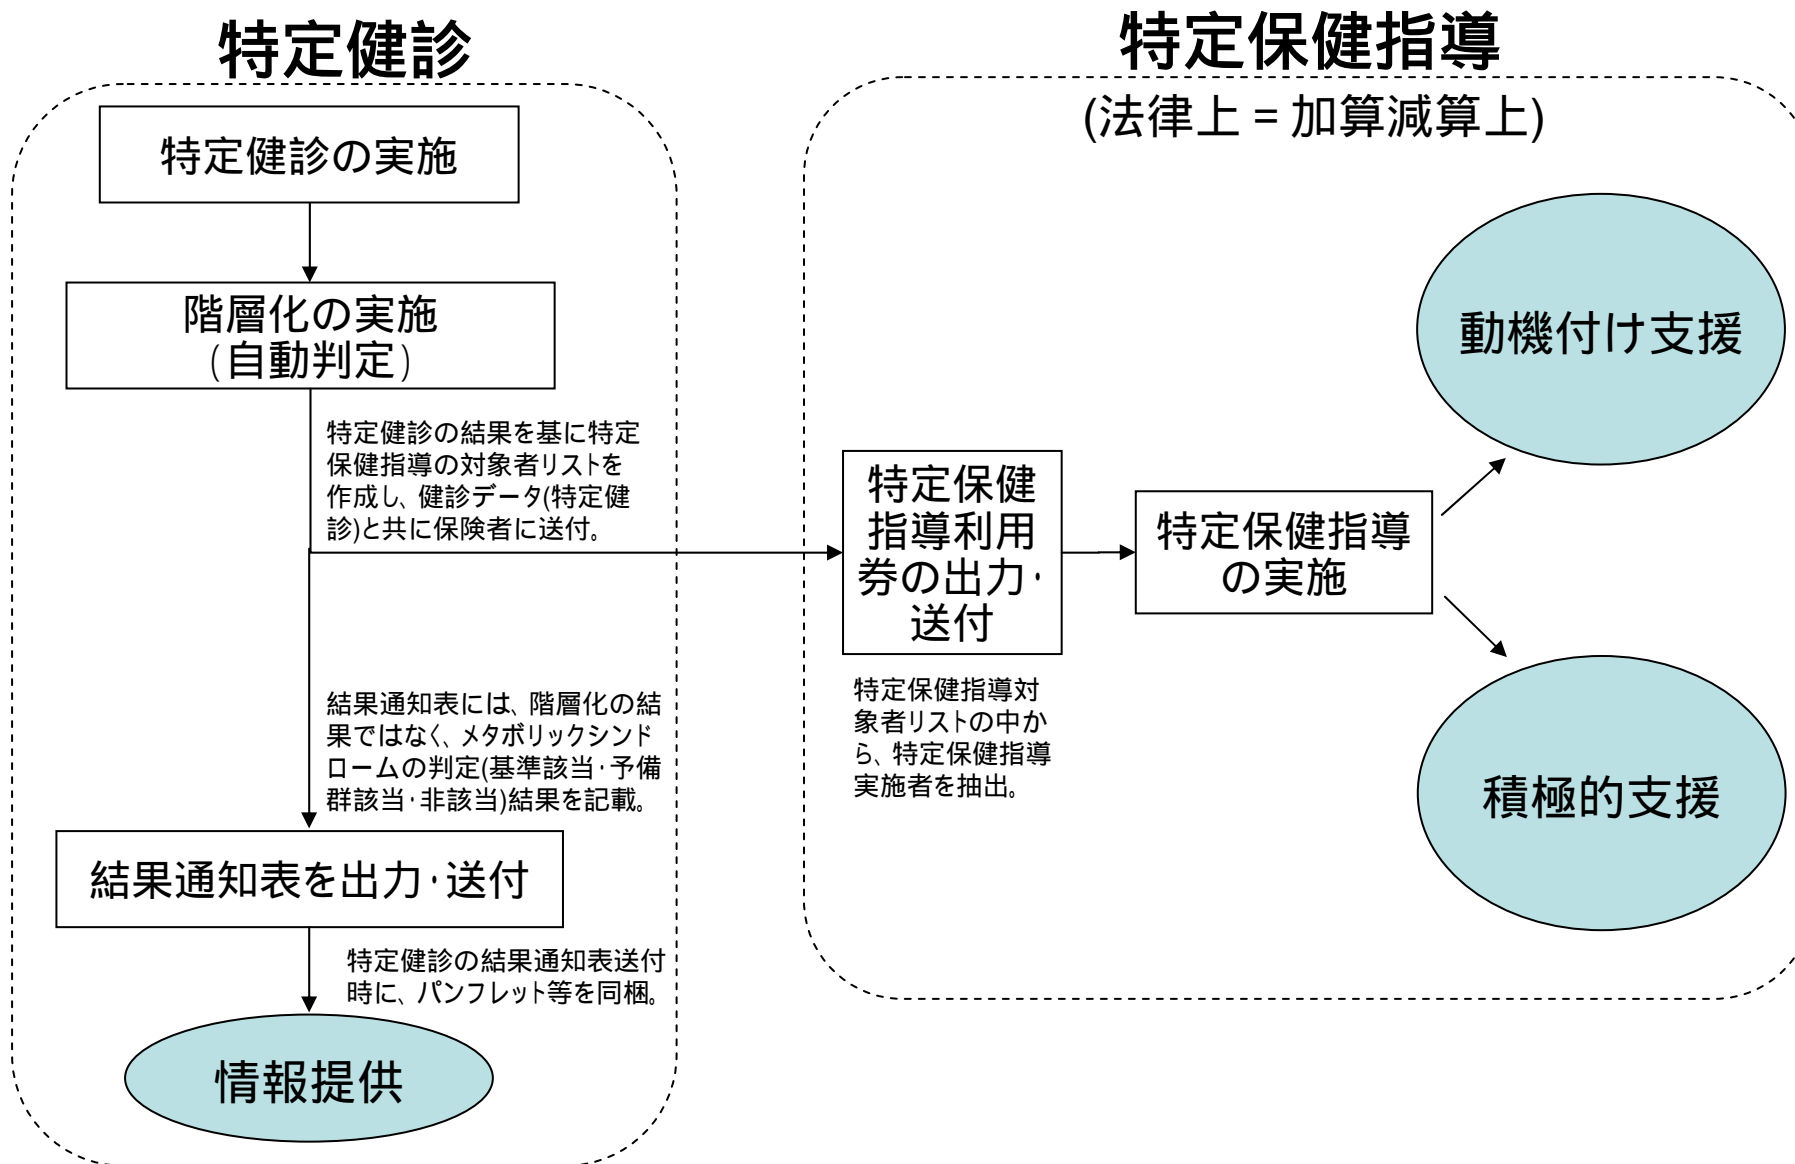 特定健診
特定健診の実施
階層化の実施
(自動判定)
特定健診の結果を基に特定
保健指導の対象者リストを
作成し、健診データ(特定健
診)と共に保険者に送付。
結果通知表には、階層化の結
果ではなく、メタボリックシンド
ロームの判定(基準該当・予備
群該当・非該当)結果を記載。
結果通知表を出力・送付
特定健診の結果通知表送付
時に、パンフレット等を同梱。
情報提供
特定保健指導
(法律上 = 加算減算上)
特定保健
指導利用
券の出力・
送付
特定保健指導対
象者リストの中か
ら、特定保健指導
実施者を抽出。
特定保健指導
の実施
動機付け支援
積極的支援